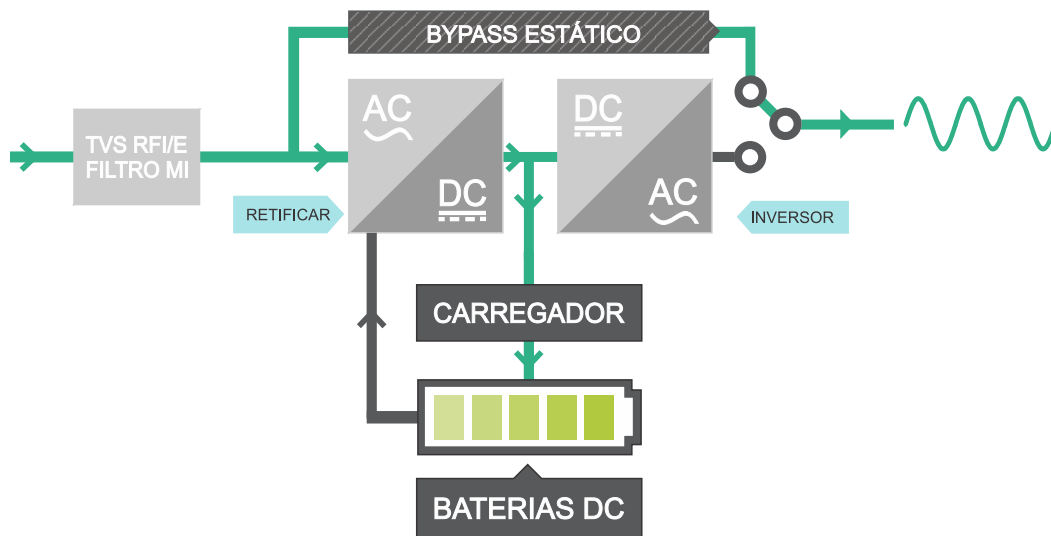 BYPASS ESTÁTICO
TVS RFI/E
FILTRO MI
AC
DC
DC
AC
RETIFICAR
INVERSOR
CARREGADOR
BATERIAS DC